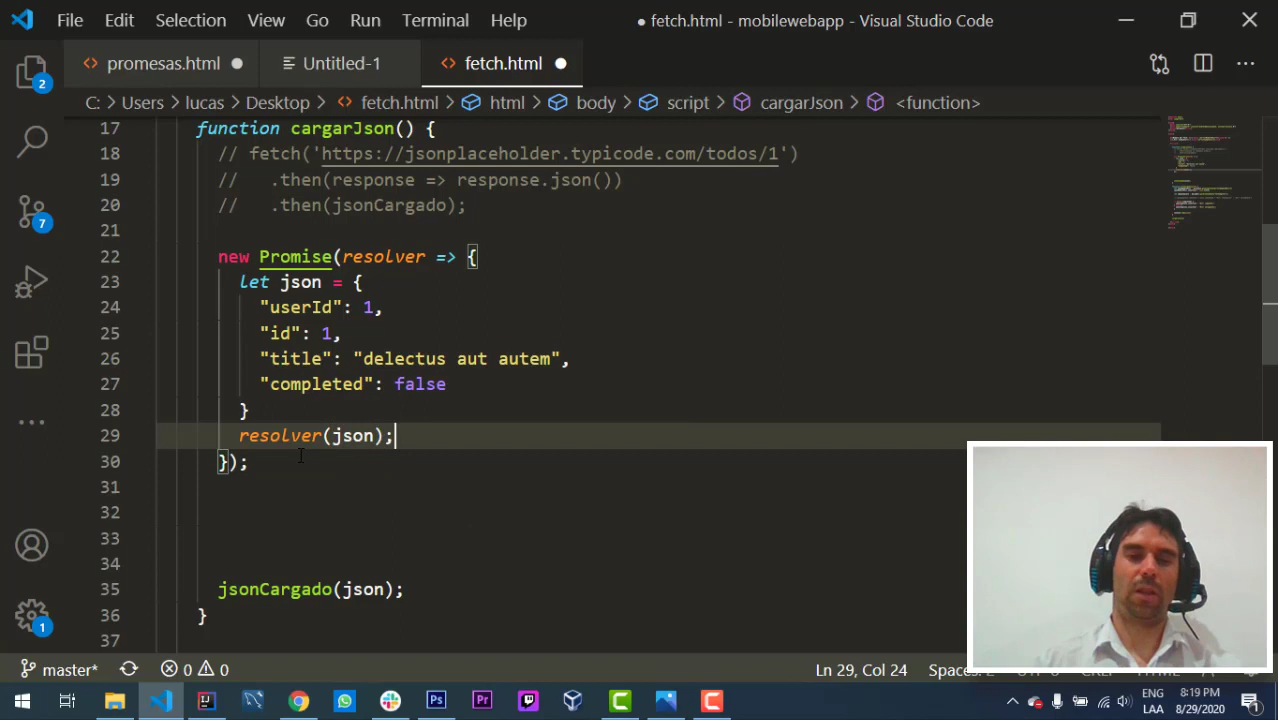 File Edit Selection View Go Run Terminal Help
● fetch.html - mobilewebapp - Visual Studio Code
promesas.html
Untitled-1
fetch.html
C: > Users > lucas > Desktop > fetch.html > html > body > script > cargarJson > <function>
17 function cargarJson() {
18 // fetch('https://jsonplaceholder.typicode.com/todos/1')
19 // .then(response => response.json())
20 // .then(jsonCargado);
21
22 new Promise(resolver => {
23 let json = {
24 "userId": 1,
25 "id": 1,
26 "title": "delectus aut autem",
27 "completed": false
28 }
29 resolver(json);
30 });
31
32
33
34
35 jsonCargado(json);
36 }
37
2
7
1
master* 0 0
Ln 29, Col 24
ENG 8:19 PM
LAA 8/29/2020
1